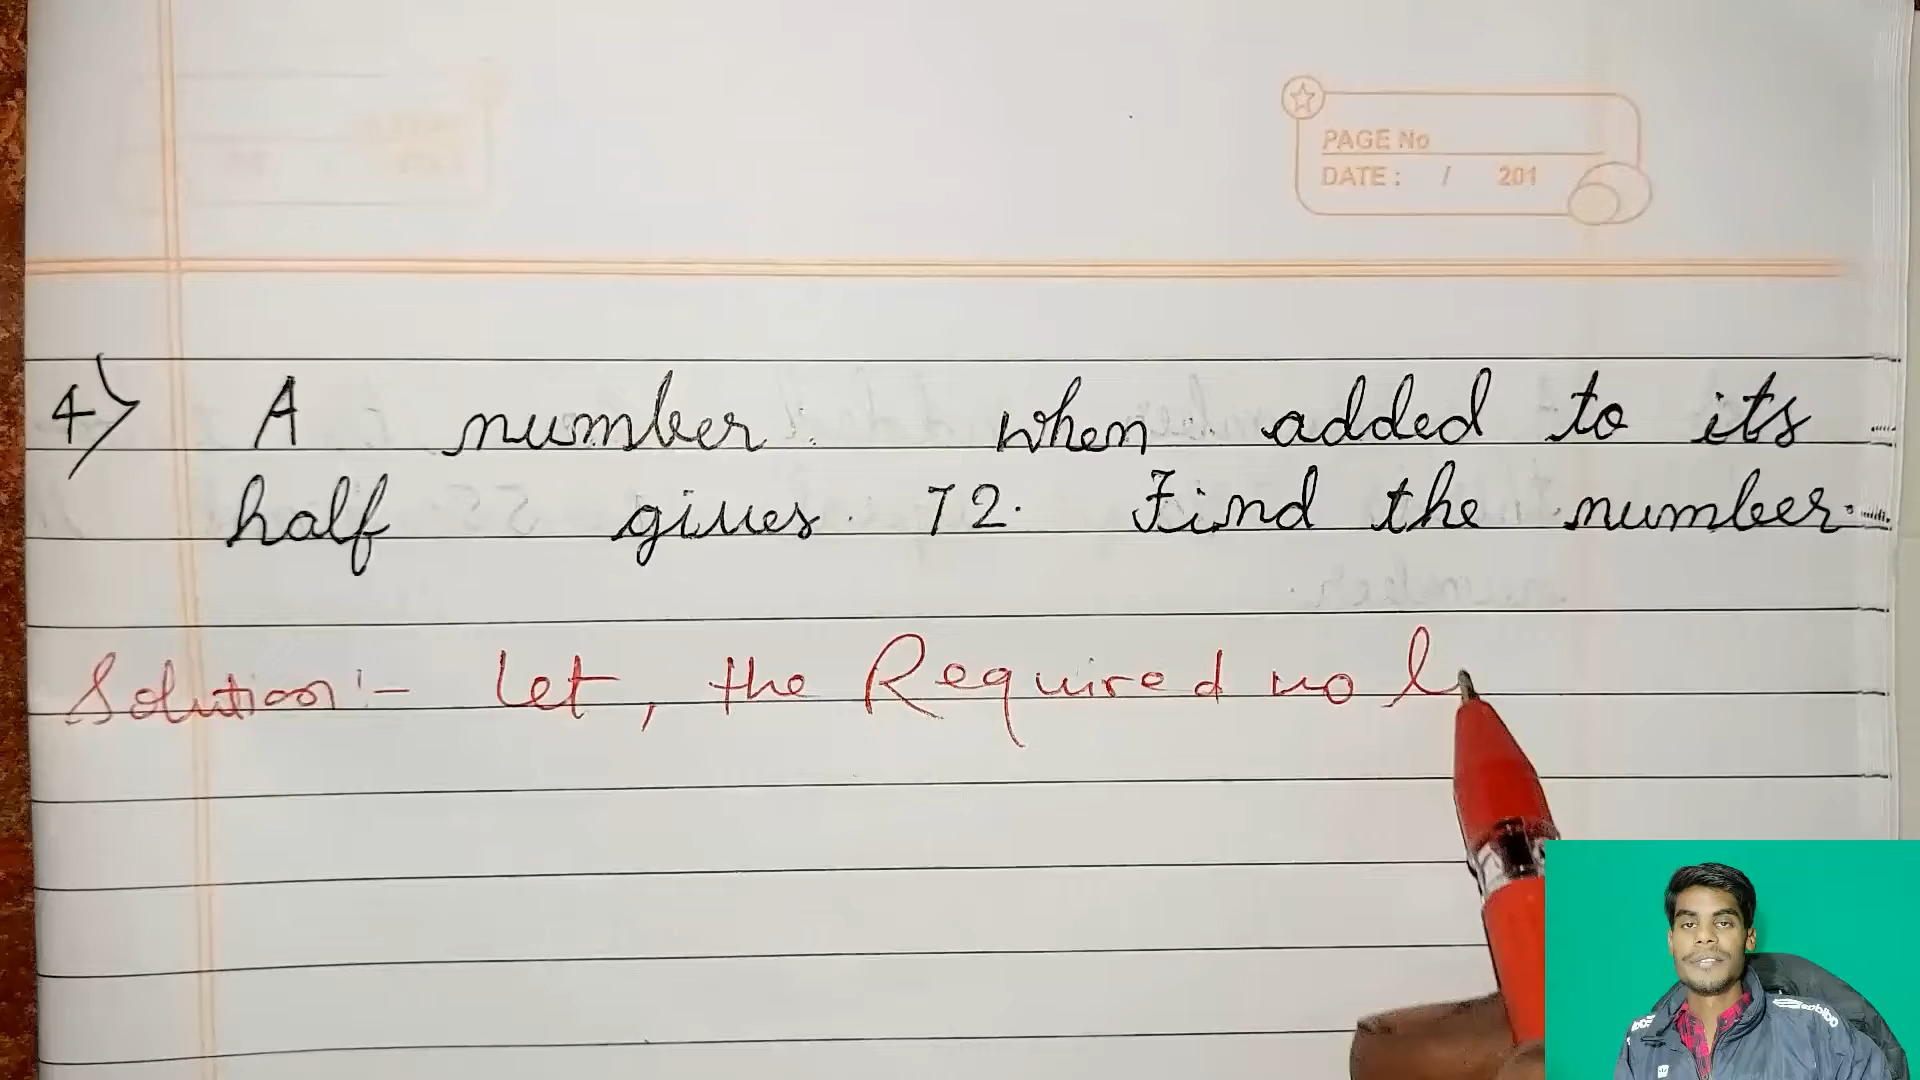 PAGE No
DATE : / 201
4) A number when added to its
half gives 72. Find the number.
Solution:- Let, the Required no